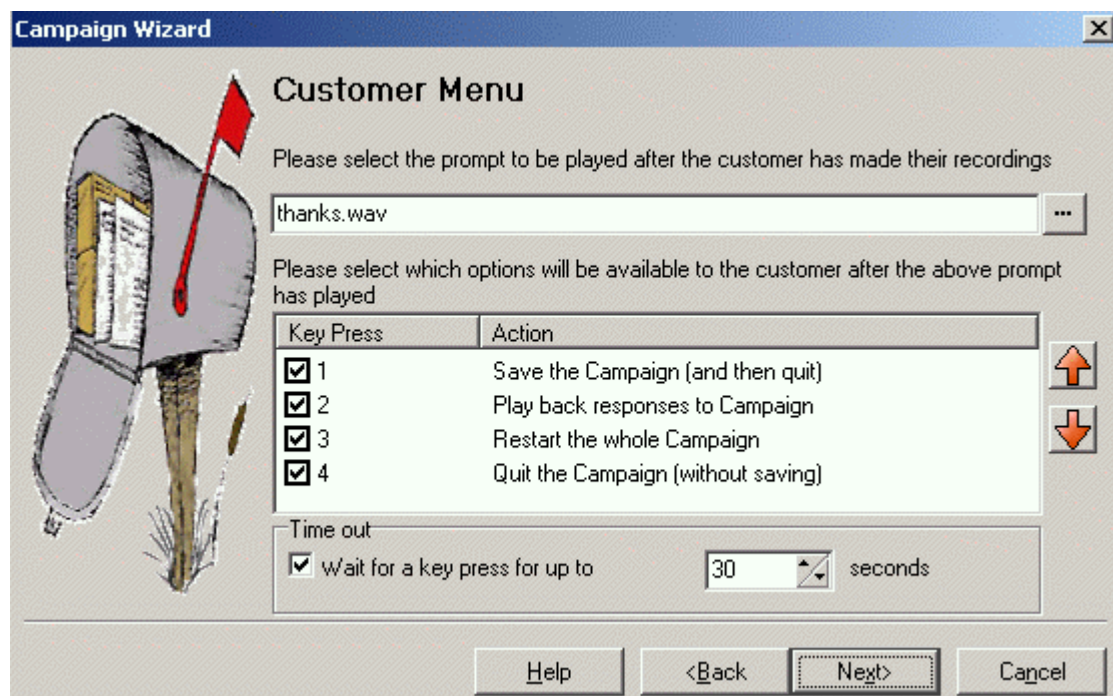 Campaign Wizard
Customer Menu
Please select the prompt to be played after the customer has made their recordings
thanks.wav
...
Please select which options will be available to the customer after the above prompt
has played
Key Press Action
1 Save the Campaign (and then quit)
2 Play back responses to Campaign
3 Restart the whole Campaign
4 Quit the Campaign (without saving)
Time out
Wait for a key press for up to 30 seconds
Help <Back Next> Cancel